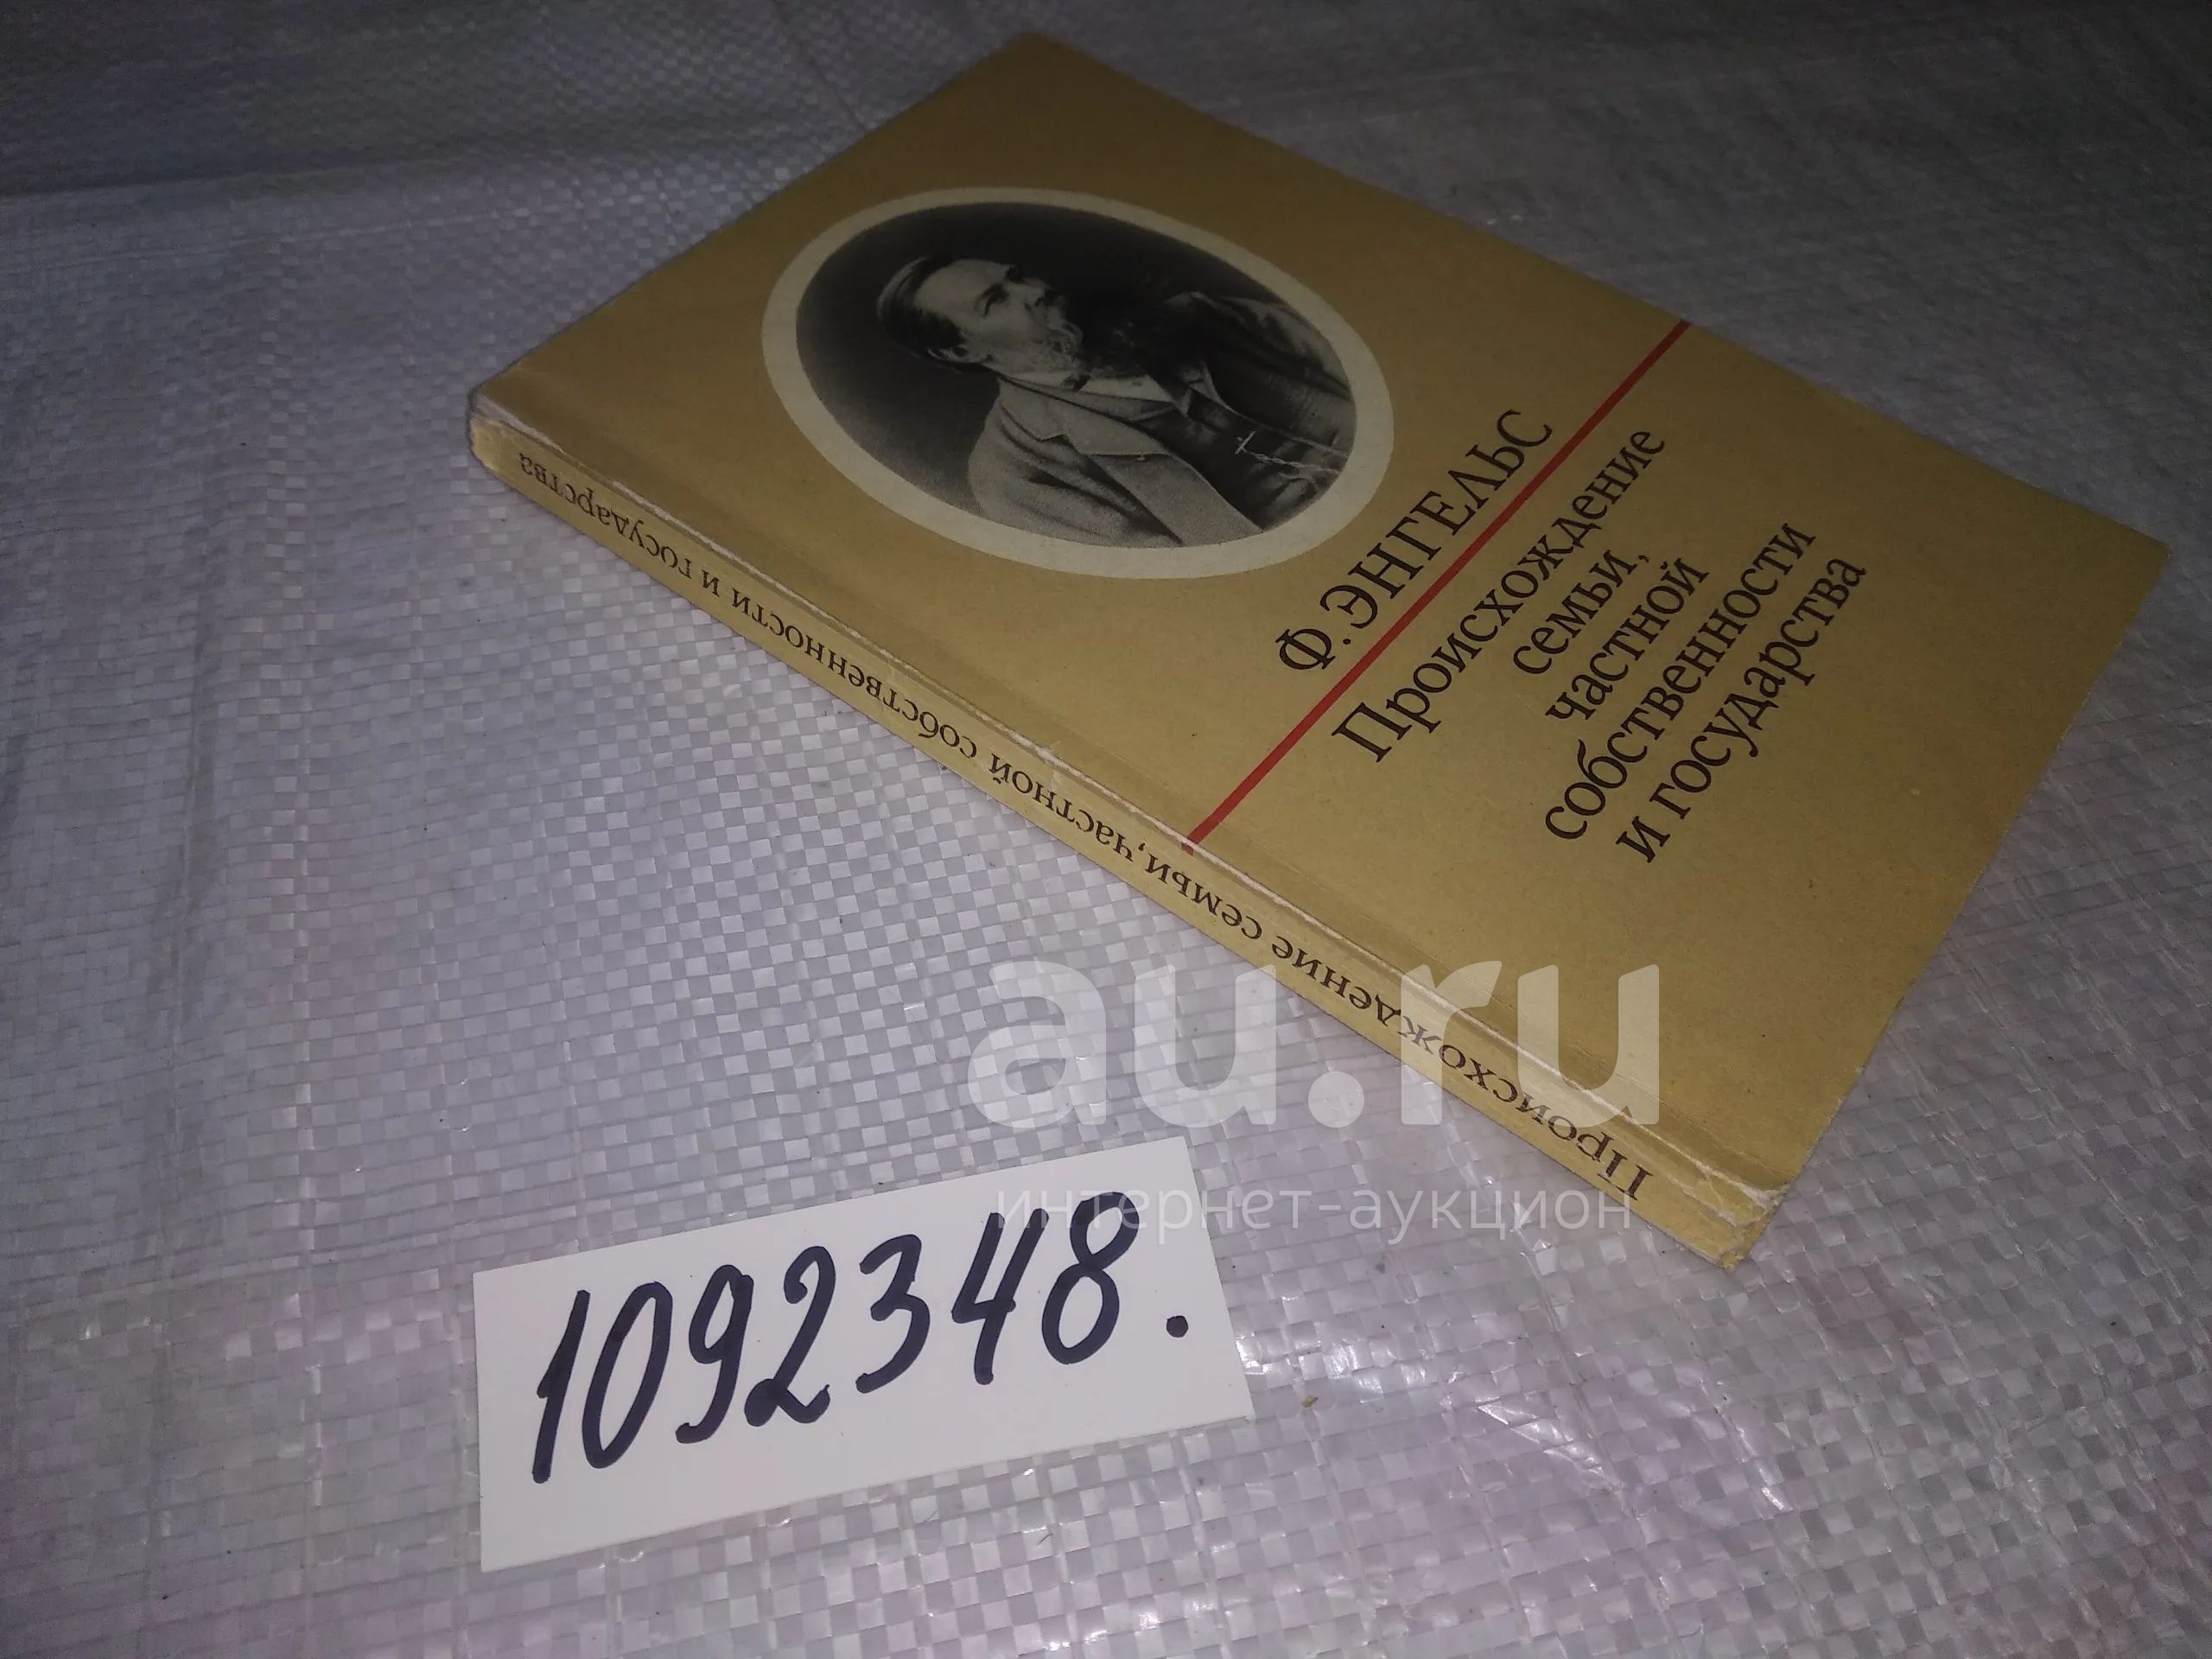 Ф. ЭНГЕЛЬС
Происхождение
семьи,
частной
собственности
и государства
Происхождение семьи, частной собственности и государства
au.ru
интернет-аукцион
1092348.